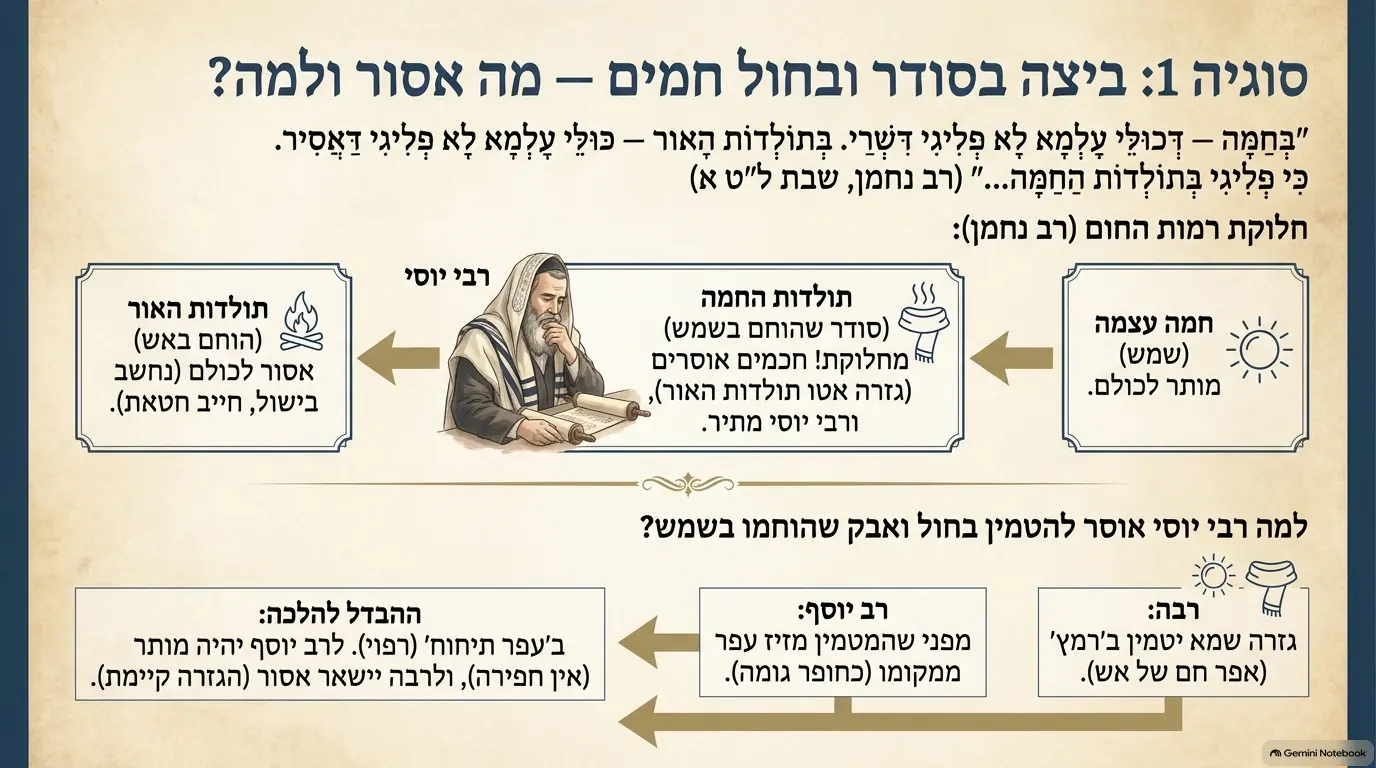 סוגיה 1: ביצה בסודר ובחול חמים – מה אסור ולמה?
"בְּחַמָּה – דְּכוּלֵּי עָלְמָא לָא פְּלִיגִי דִּשְׁרֵי. בְּתוֹלְדוֹת הָאוּר – כּוּלֵּי עָלְמָא לָא פְּלִיגִי דַּאֲסִיר.
כִּי פְּלִיגִי בְּתוֹלְדוֹת הַחַמָּה..." (רב נחמן, שבת ל"ט א)
חלוקת רמות החום (רב נחמן):
חמה עצמה
(שמש)
מותר לכולם.
תולדות החמה
(סודר שהוחם בשמש)
מחלוקת! חכמים אוסרים
(גזרה אטו תולדות האור),
ורבי יוסי מתיר.
רבי יוסי
תולדות האור
(הוחם באש)
אסור לכולם (נחשב
בישול, חייב חטאת).
למה רבי יוסי אוסר להטמין בחול ואבק שהוחמו בשמש?
רבה:
גזרה שמא יטמין ב'רמץ'
(אפר חם של אש).
רב יוסף:
מפני שהמטמין מזיז עפר
ממקומו (כחופר גומה).
ההבדל להלכה:
ב'עפר תיחוח' (רפוי). לרב יוסף יהיה מותר
(אין חפירה), ולרבה יישאר אסור (הגזרה קיימת).
Gemini Notebook